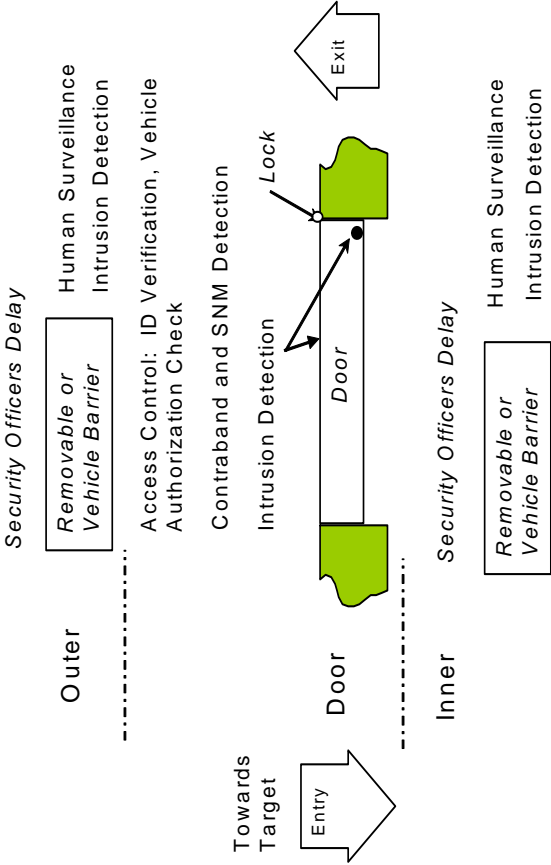 Security Officers Delay
Outer
Removable or
Vehicle Barrier
Human Surveillance
Intrusion Detection
Access Control: ID Verification, Vehicle
Authorization Check
Contraband and SNM Detection
Towards
Target
Entry
Intrusion Detection
Lock
Door
Door
Exit
Inner
Security Officers Delay
Removable or
Vehicle Barrier
Human Surveillance
Intrusion Detection